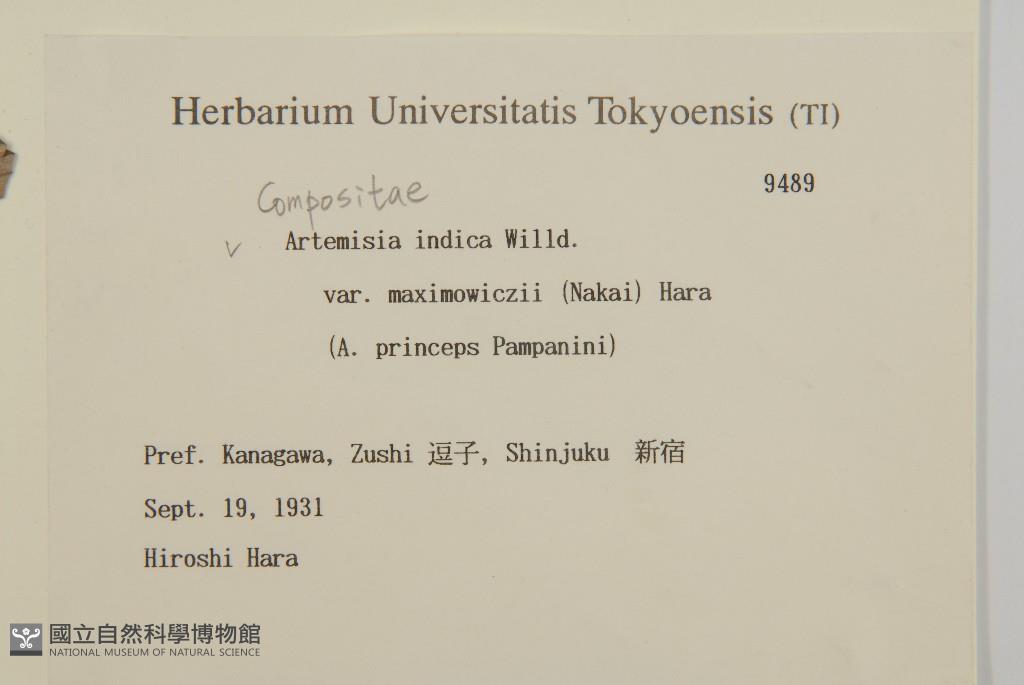 Herbarium Universitatis Tokyoensis (TI)
9489
Compositae
v Artemisia indica Willd.
var. maximowiczii (Nakai) Hara
(A. princeps Pampanini)
Pref. Kanagawa, Zushi 逗子, Shinjuku 新宿
Sept. 19, 1931
Hiroshi Hara
國立自然科學博物館
NATIONAL MUSEUM OF NATURAL SCIENCE